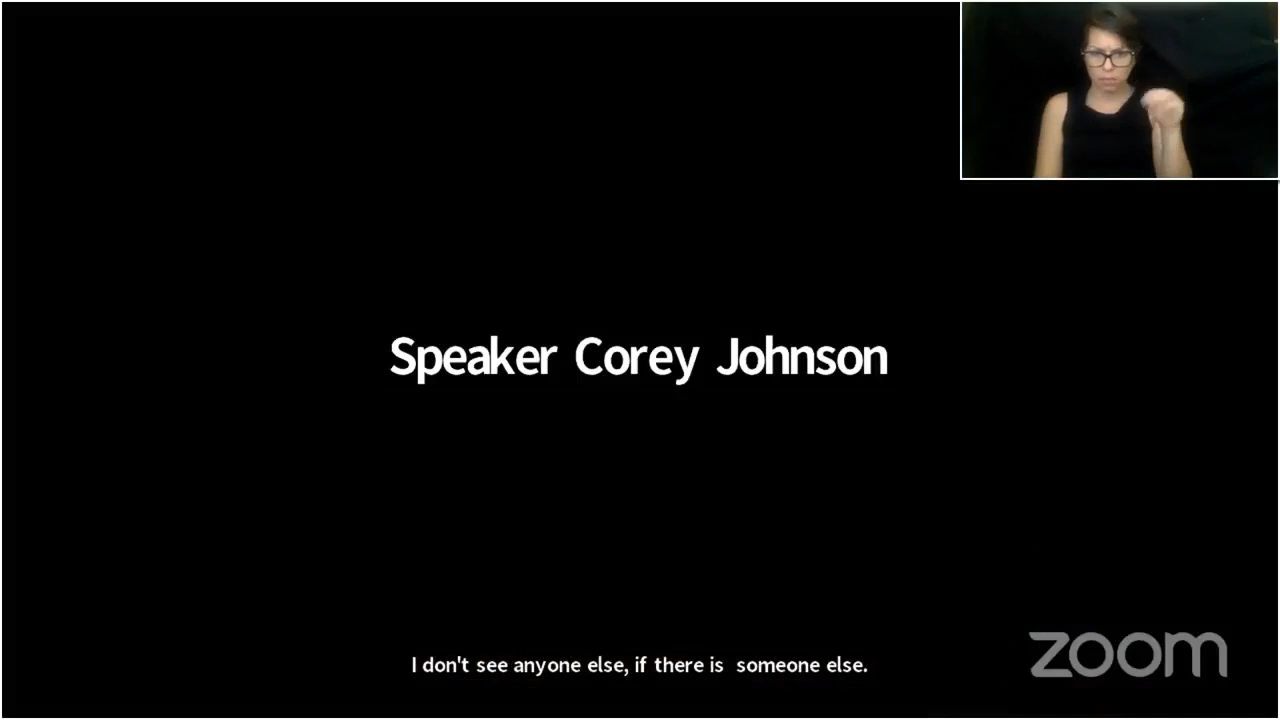 Speaker Corey Johnson
I don't see anyone else, if there is  someone else.
zoom